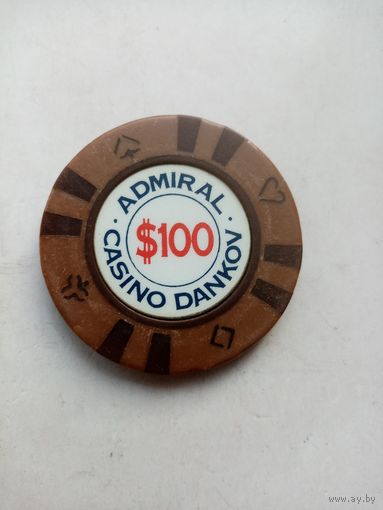 ADMIRAL
$100
· CASINO DANKOV ·
www.ay.by